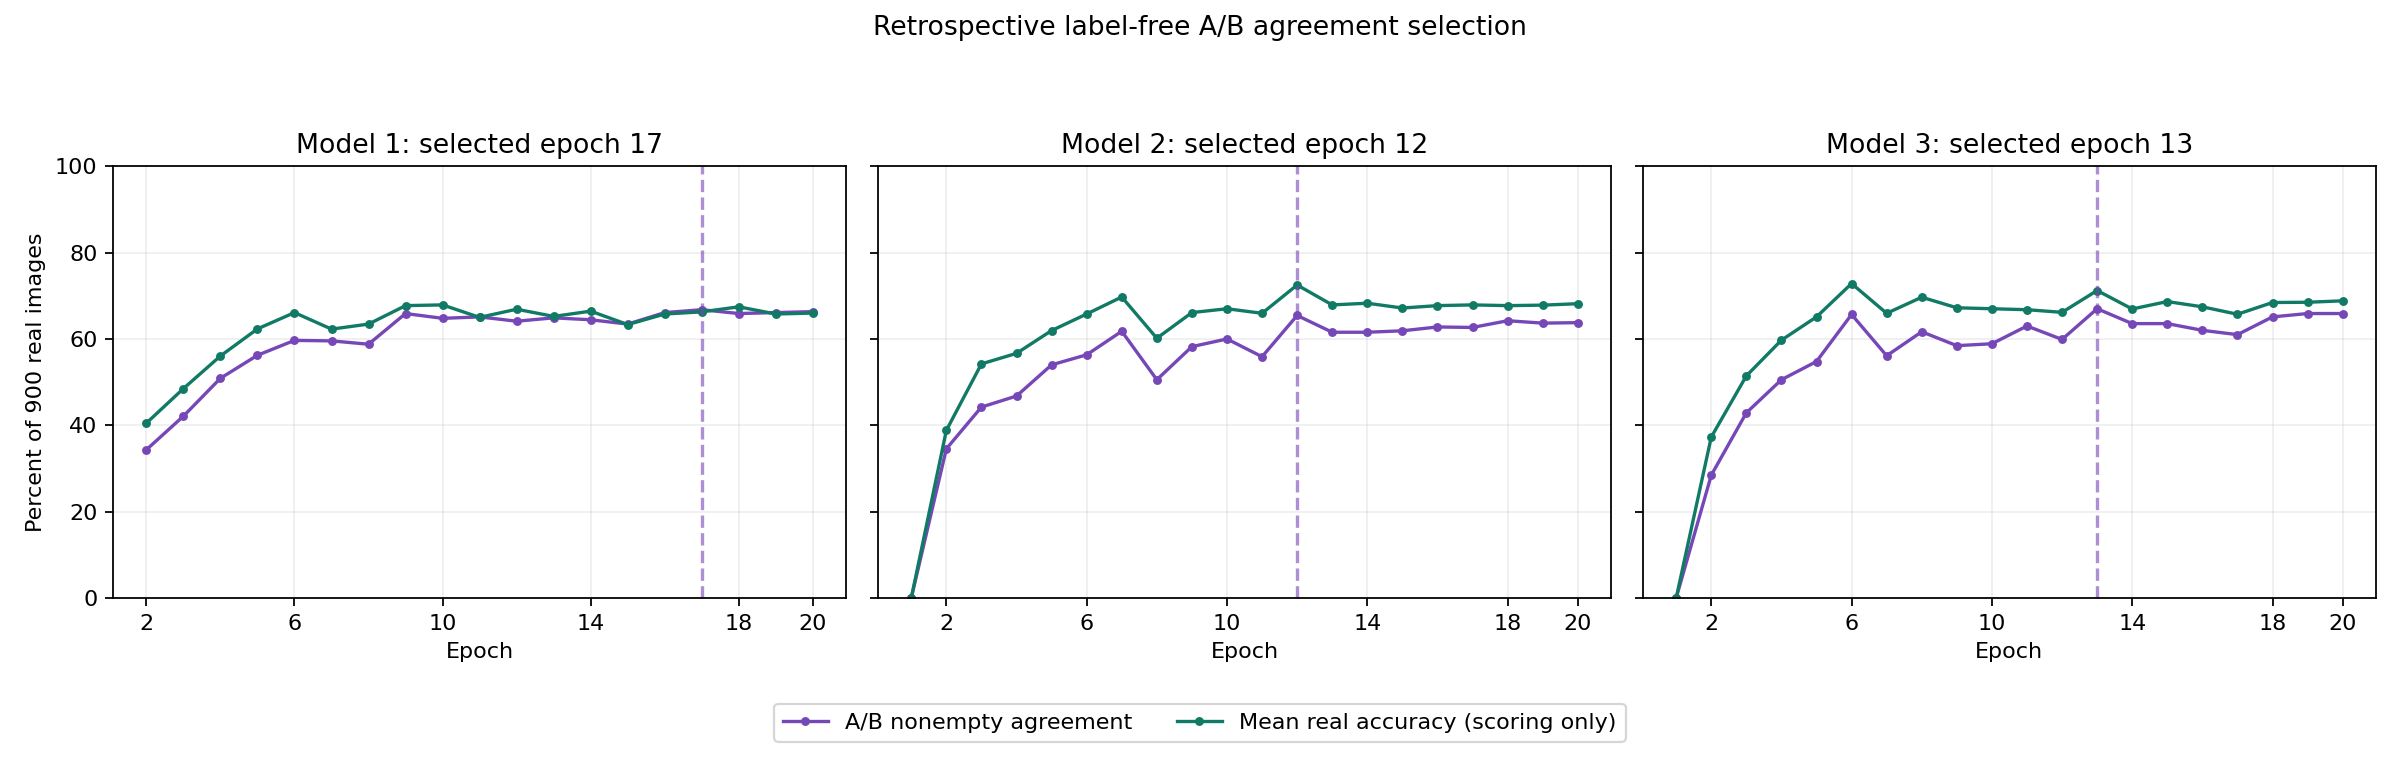 Retrospective label-free A/B agreement selection
Model 1: selected epoch 17
Model 2: selected epoch 12
Model 3: selected epoch 13
Percent of 900 real images
100
80
60
40
20
0
2 6 10 14 18 20
2 6 10 14 18 20
2 6 10 14 18 20
Epoch
Epoch
Epoch
A/B nonempty agreement
Mean real accuracy (scoring only)